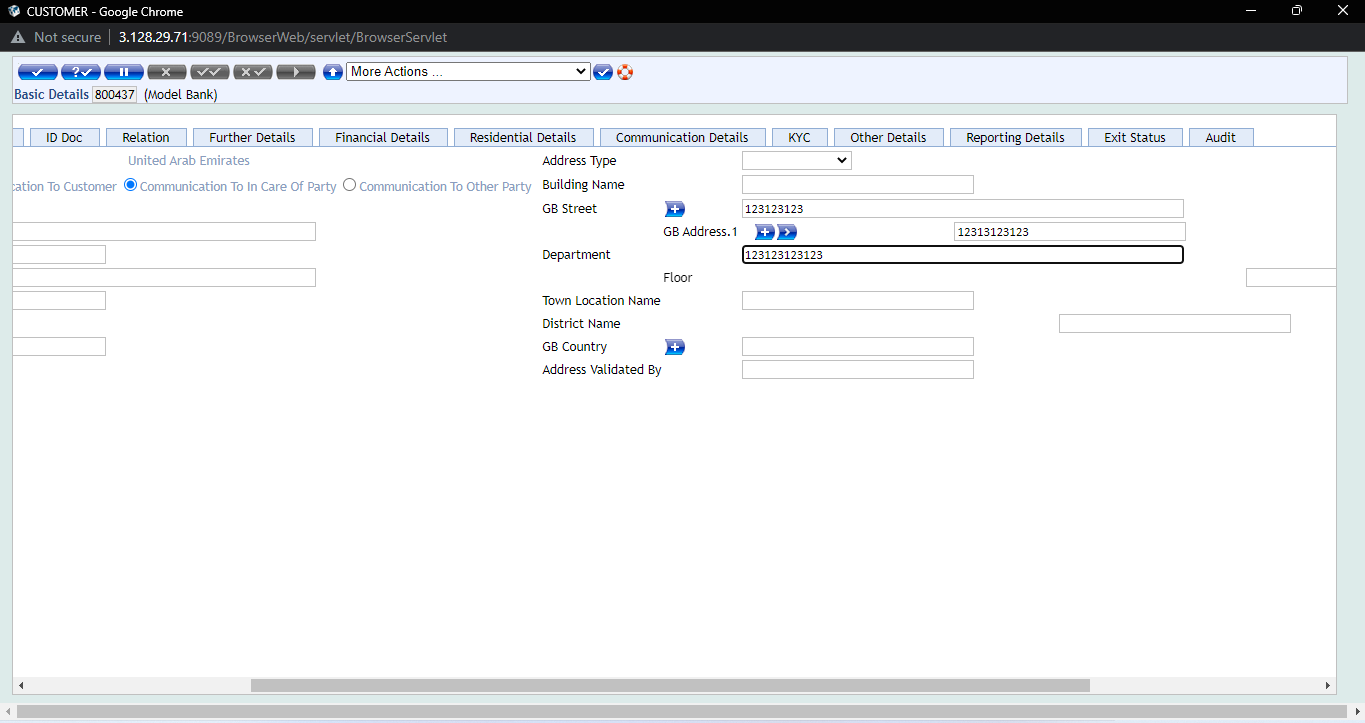 CUSTOMER - Google Chrome
Not secure 3.128.29.71:9089/BrowserWeb/servlet/BrowserServlet
More Actions ...
Basic Details 800437 (Model Bank)
ID Doc Relation Further Details Financial Details Residential Details Communication Details KYC Other Details Reporting Details Exit Status Audit
United Arab Emirates Address Type
cation To Customer Communication To In Care Of Party Communication To Other Party Building Name
GB Street 123123123
GB Address.1 12313123123
Department 123123123123
Floor
Town Location Name
District Name
GB Country
Address Validated By